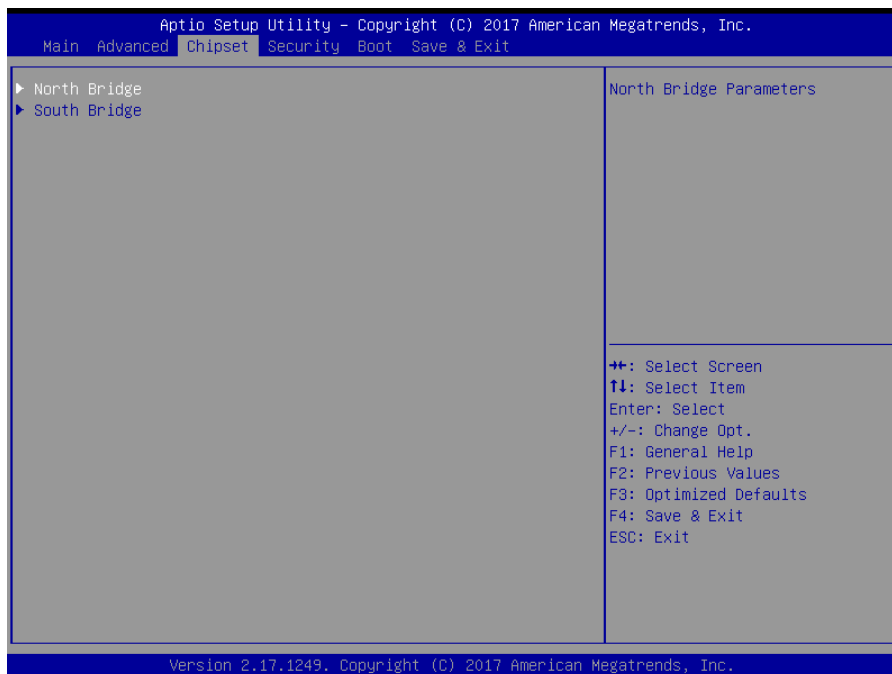 Aptio Setup Utility – Copyright (C) 2017 American Megatrends, Inc.
Main Advanced Chipset Security Boot Save & Exit
▶ North Bridge
▶ South Bridge
North Bridge Parameters
→←: Select Screen
↑↓: Select Item
Enter: Select
+/-: Change Opt.
F1: General Help
F2: Previous Values
F3: Optimized Defaults
F4: Save & Exit
ESC: Exit
Version 2.17.1249. Copyright (C) 2017 American Megatrends, Inc.